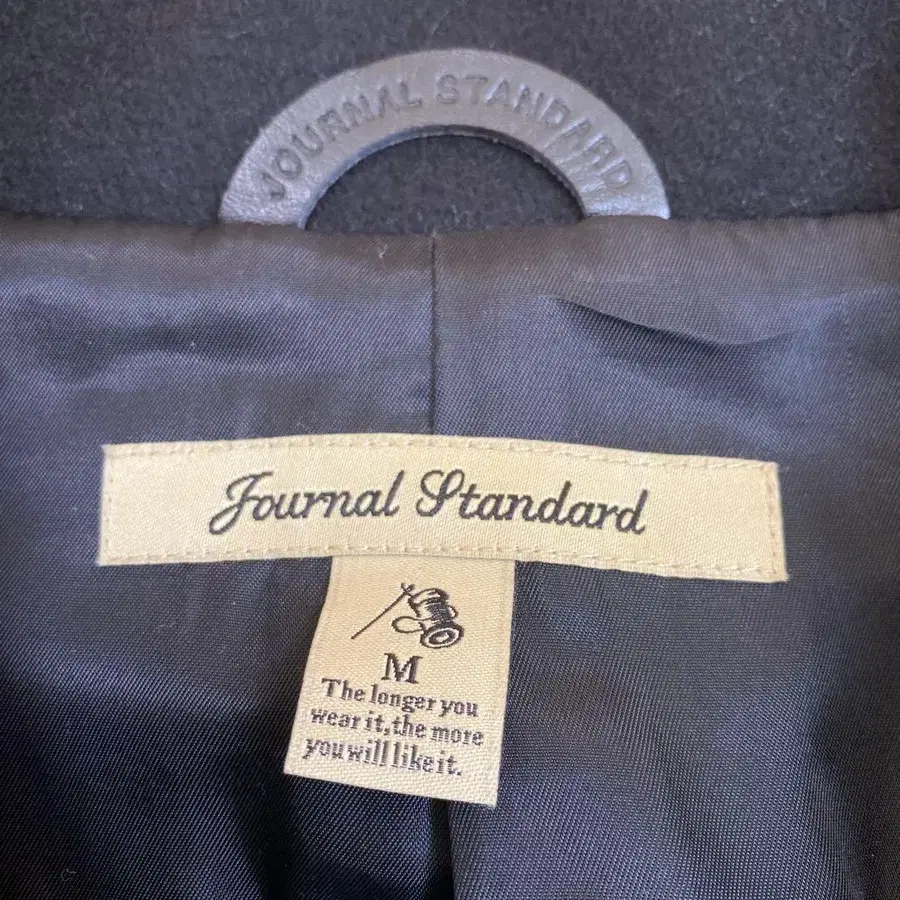 JOURNAL STANDARD
Journal Standard
M
The longer you
wear it, the more
you will like it.